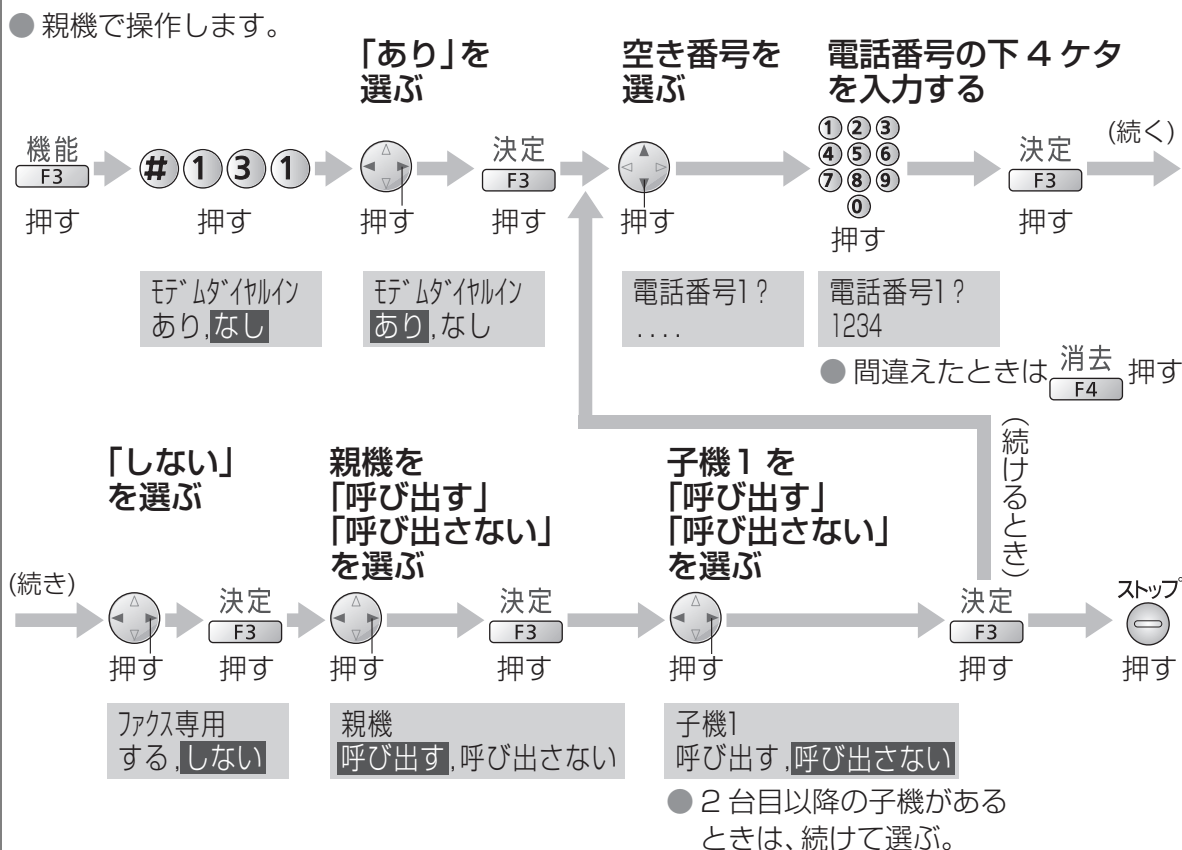 ● 親機で操作します。
「あり」を
選ぶ
空き番号を
選ぶ
電話番号の下 4 ケタ
を入力する
機能
F3
押す
# 1 3 1
押す
押す
決定
F3
押す
押す
1 2 3
4 5 6
7 8 9
0
押す
決定
F3
押す
(続く)
ﾓﾃﾞﾑﾀﾞｲﾔﾙｲﾝ
あり,なし
ﾓﾃﾞﾑﾀﾞｲﾔﾙｲﾝ
あり,なし
電話番号1?
. . . .
電話番号1?
1234
● 間違えたときは 消去 F4 押す
(続けるとき)
「しない」
を選ぶ
親機を
「呼び出す」
「呼び出さない」
を選ぶ
子機1 を
「呼び出す」
「呼び出さない」
を選ぶ
(続き)
押す
決定
F3
押す
押す
決定
F3
押す
押す
決定
F3
押す
ストップ
押す
ﾌｧｸｽ専用
する,しない
親機
呼び出す,呼び出さない
子機1
呼び出す,呼び出さない
● 2 台目以降の子機がある
ときは、続けて選ぶ。